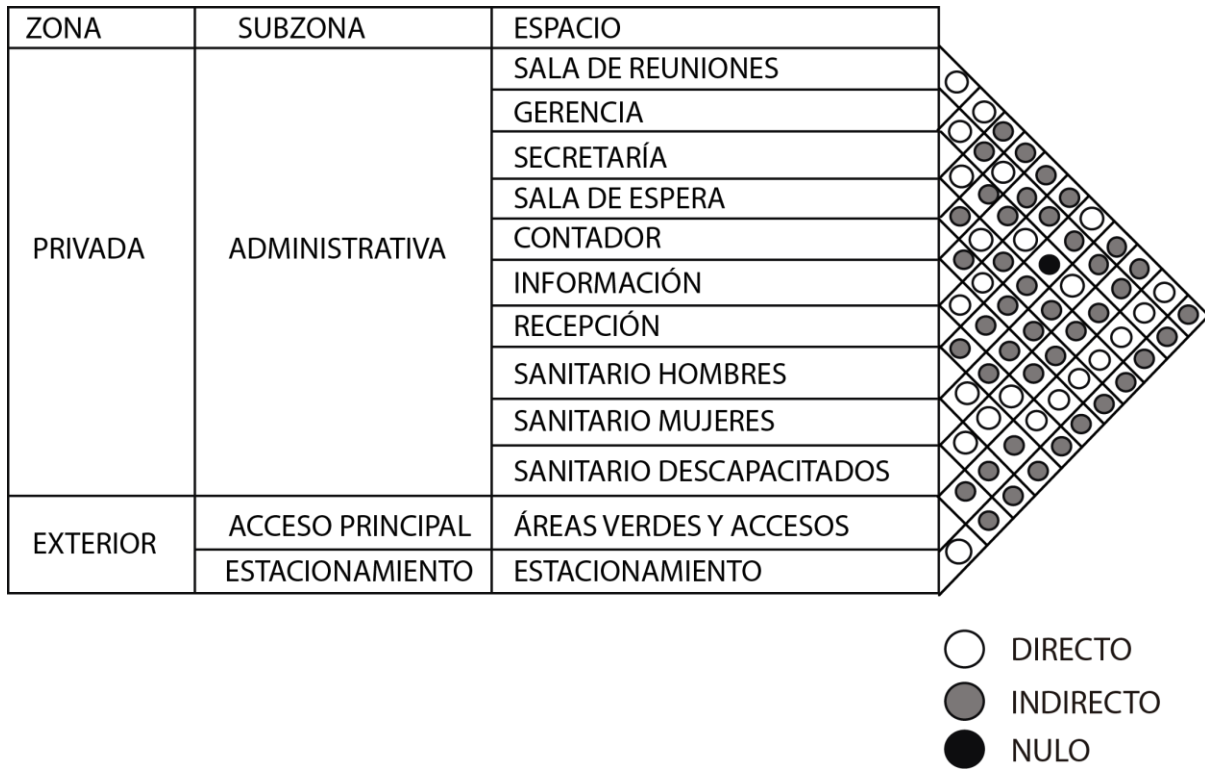 ZONA SUBZONA ESPACIO
SALA DE REUNIONES
GERENCIA
SECRETARÍA
SALA DE ESPERA
PRIVADA ADMINISTRATIVA CONTADOR
INFORMACIÓN
RECEPCIÓN
SANITARIO HOMBRES
SANITARIO MUJERES
SANITARIO DESCAPACITADOS
EXTERIOR ACCESO PRINCIPAL ÁREAS VERDES Y ACCESOS
ESTACIONAMIENTO ESTACIONAMIENTO
DIRECTO
INDIRECTO
NULO